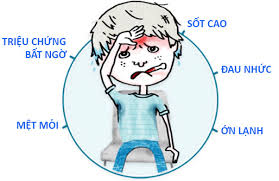 SỐT CAO
TRIỆU CHỨNG
BẤT NGỜ
ĐAU NHỨC
MỆT MỎI
ỚN LẠNH